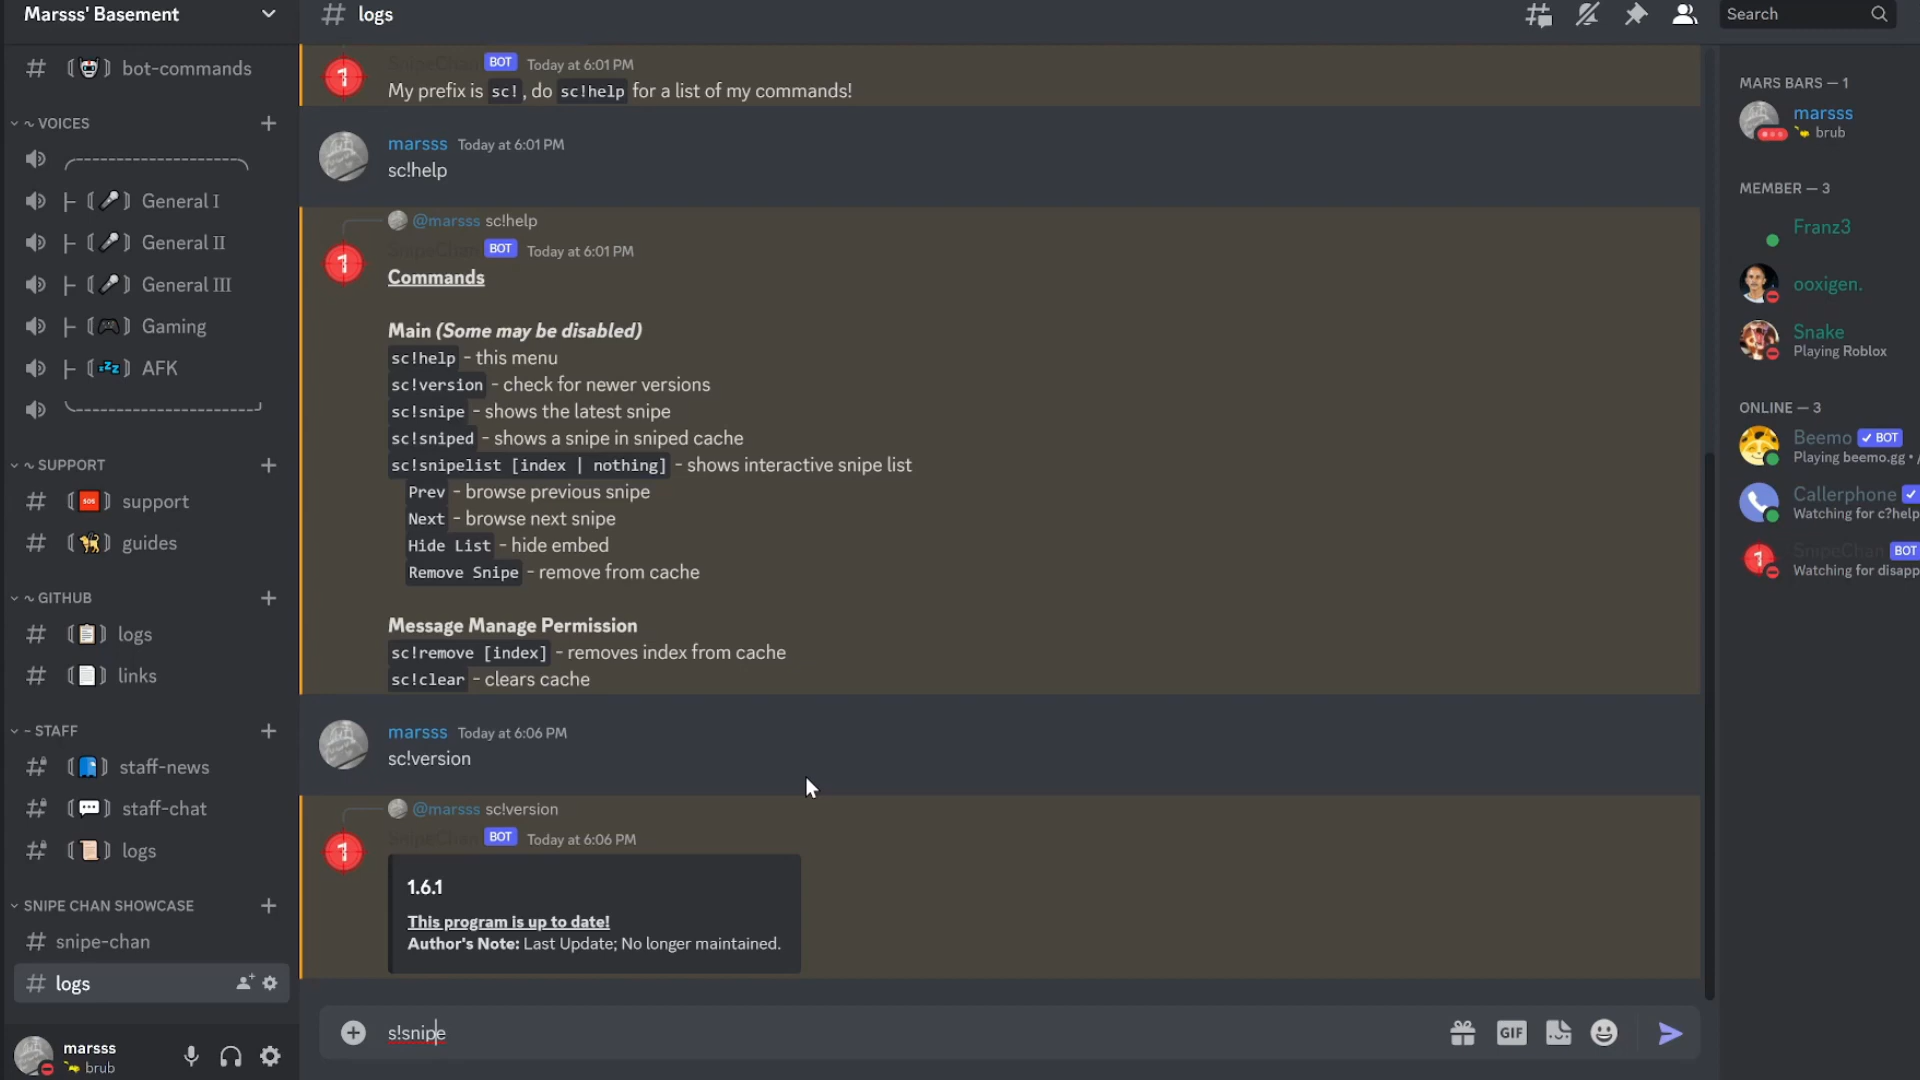 Marsss' Basement
bot-commands
~ VOICES
General I
General II
General III
Gaming
AFK
~ SUPPORT
support
guides
~ GITHUB
logs
links
~ STAFF
staff-news
staff-chat
logs
SNIPE CHAN SHOWCASE
snipe-chan
logs
marsss
brub
logs
SnipeChan BOT Today at 6:01 PM
My prefix is sc!, do sc!help for a list of my commands!
marsss Today at 6:01 PM
sc!help
@marsss sc!help
SnipeChan BOT Today at 6:01 PM
Commands
Main (Some may be disabled)
sc!help - this menu
sc!version - check for newer versions
sc!snipe - shows the latest snipe
sc!sniped - shows a snipe in sniped cache
sc!snipelist [index | nothing] - shows interactive snipe list
Prev - browse previous snipe
Next - browse next snipe
Hide List - hide embed
Remove Snipe - remove from cache
Message Manage Permission
sc!remove [index] - removes index from cache
sc!clear - clears cache
marsss Today at 6:06 PM
sc!version
@marsss sc!version
SnipeChan BOT Today at 6:06 PM
1.6.1
This program is up to date!
Author's Note: Last Update; No longer maintained.
s!snipe
GIF
Search
MARS BARS — 1
marsss
brub
MEMBER — 3
Franz3
ooxigen.
Snake
Playing Roblox
ONLINE — 3
Beemo BOT
Playing beemo.gg • /
Callerphone
Watching for c?help
SnipeChan BOT
Watching for disapp